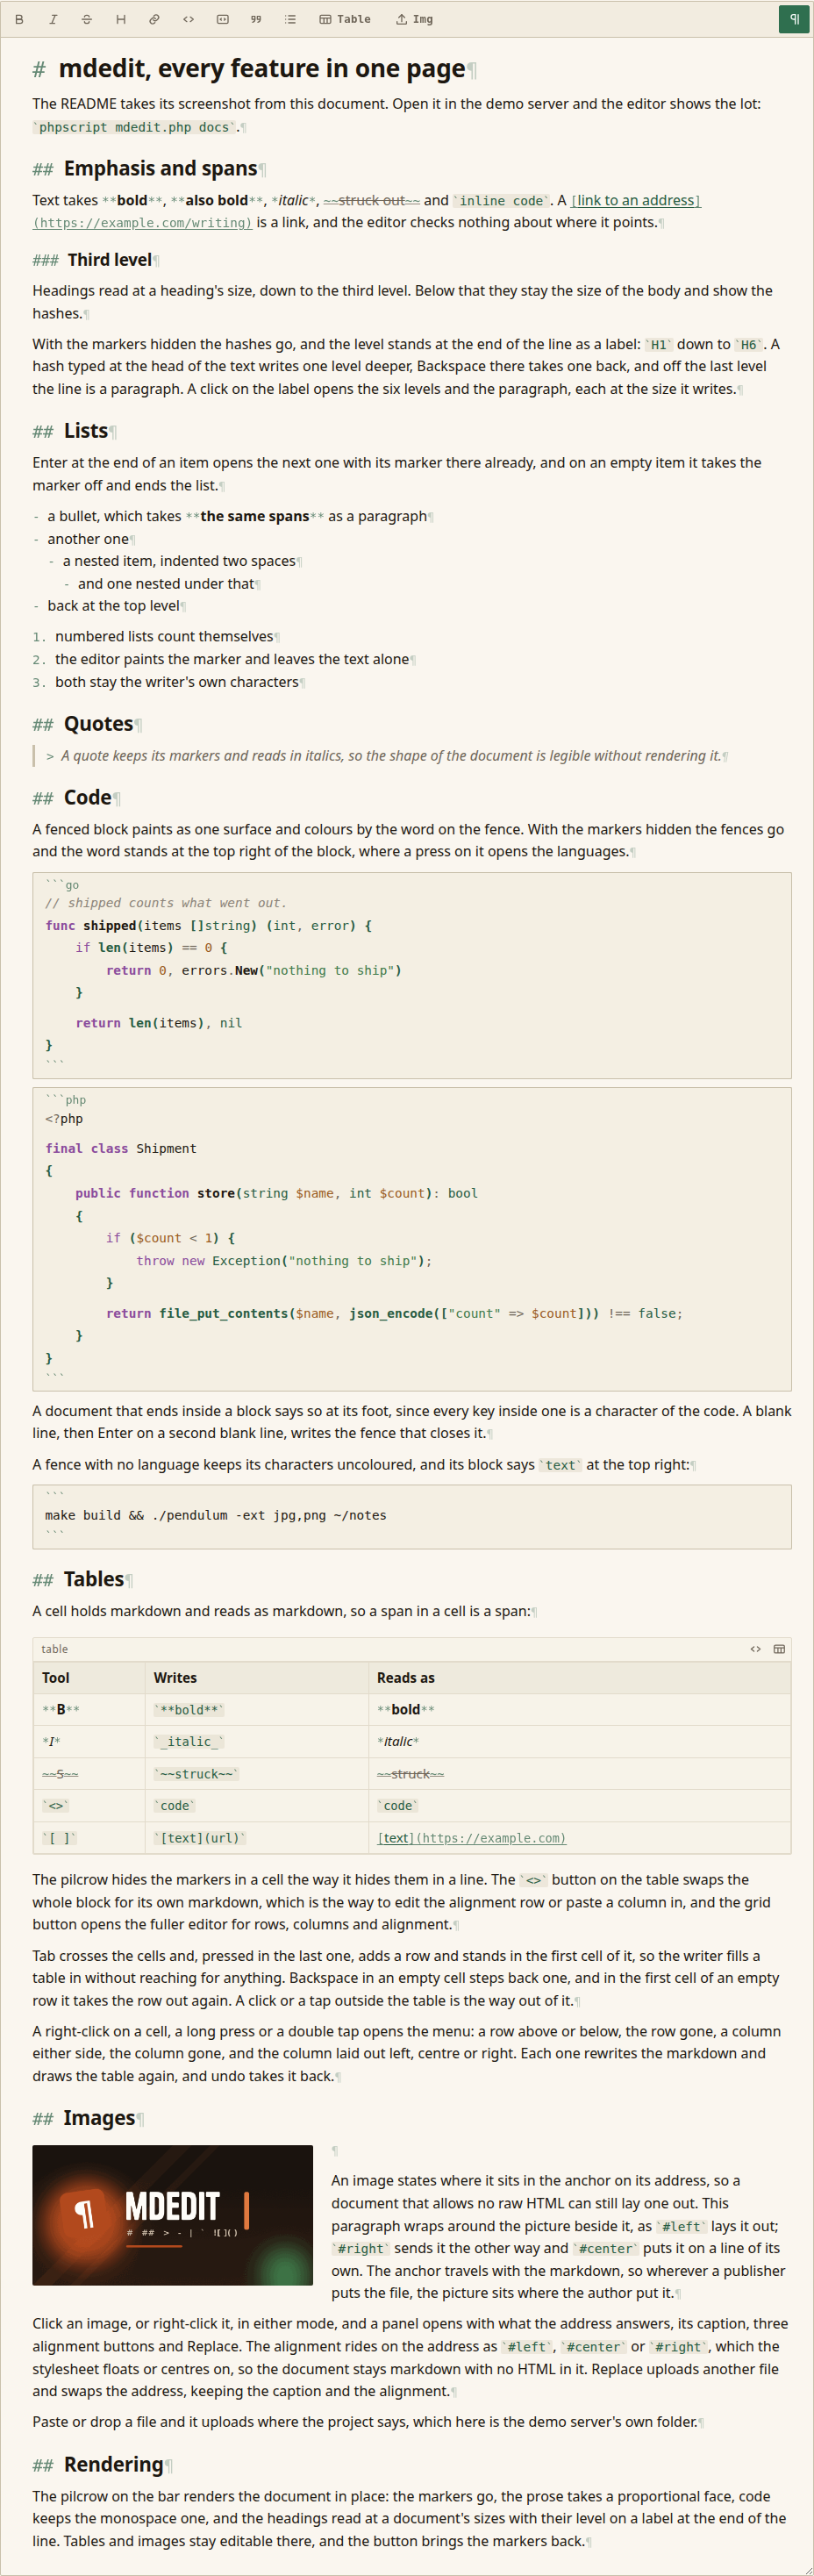 B I S H <> Table Img ¶
# mdedit, every feature in one page¶
The README takes its screenshot from this document. Open it in the demo server and the editor shows the lot:
`phpscript mdedit.php docs`.¶
## Emphasis and spans¶
Text takes **bold**, **also bold**, *italic*, ~~struck out~~ and `inline code`. A [link to an address]
(https://example.com/writing) is a link, and the editor checks nothing about where it points.¶
### Third level¶
Headings read at a heading's size, down to the third level. Below that they stay the size of the body and show the
hashes.¶
With the markers hidden the hashes go, and the level stands at the end of the line as a label: `H1` down to `H6`. A
hash typed at the head of the text writes one level deeper, Backspace there takes one back, and off the last level
the line is a paragraph. A click on the label opens the six levels and the paragraph, each at the size it writes.¶
## Lists¶
Enter at the end of an item opens the next one with its marker there already, and on an empty item it takes the
marker off and ends the list.¶
- a bullet, which takes **the same spans** as a paragraph¶
- another one¶
  - a nested item, indented two spaces¶
    - and one nested under that¶
- back at the top level¶
1. numbered lists count themselves¶
2. the editor paints the marker and leaves the text alone¶
3. both stay the writer's own characters¶
## Quotes¶
> A quote keeps its markers and reads in italics, so the shape of the document is legible without rendering it.¶
## Code¶
A fenced block paints as one surface and colours by the word on the fence. With the markers hidden the fences go
and the word stands at the top right of the block, where a press on it opens the languages.¶
```go
// shipped counts what went out.
func shipped(items []string) (int, error) {
    if len(items) == 0 {
        return 0, errors.New("nothing to ship")
    }
    return len(items), nil
}
```
```php
<?php
final class Shipment
{
    public function store(string $name, int $count): bool
    {
        if ($count < 1) {
            throw new Exception("nothing to ship");
        }
        return file_put_contents($name, json_encode(["count" => $count])) !== false;
    }
}
```
A document that ends inside a block says so at its foot, since every key inside one is a character of the code. A blank
line, then Enter on a second blank line, writes the fence that closes it.¶
A fence with no language keeps its characters uncoloured, and its block says `text` at the top right:¶
```
make build && ./pendulum -ext jpg,png ~/notes
```
## Tables¶
A cell holds markdown and reads as markdown, so a span in a cell is a span:¶
table <>
Tool Writes Reads as
**B** `**bold**` **bold**
*I* `_italic_` *italic*
~~S~~ `~~struck~~` ~~struck~~
`<>` `code` `code`
`[ ]` `[text](url)` [text](https://example.com)
The pilcrow hides the markers in a cell the way it hides them in a line. The `<>` button on the table swaps the
whole block for its own markdown, which is the way to edit the alignment row or paste a column in, and the grid
button opens the fuller editor for rows, columns and alignment.¶
Tab crosses the cells and, pressed in the last one, adds a row and stands in the first cell of it, so the writer fills a
table in without reaching for anything. Backspace in an empty cell steps back one, and in the first cell of an empty
row it takes the row out again. A click or a tap outside the table is the way out of it.¶
A right-click on a cell, a long press or a double tap opens the menu: a row above or below, the row gone, a column
either side, the column gone, and the column laid out left, centre or right. Each one rewrites the markdown and
draws the table again, and undo takes it back.¶
## Images¶
¶ MDEDIT
# ## > - | ` ![]()
¶
An image states where it sits in the anchor on its address, so a
document that allows no raw HTML can still lay one out. This
paragraph wraps around the picture beside it, as `#left` lays it out;
`#right` sends it the other way and `#center` puts it on a line of its
own. The anchor travels with the markdown, so wherever a publisher
puts the file, the picture sits where the author put it.¶
Click an image, or right-click it, in either mode, and a panel opens with what the address answers, its caption, three
alignment buttons and Replace. The alignment rides on the address as `#left`, `#center` or `#right`, which the
stylesheet floats or centres on, so the document stays markdown with no HTML in it. Replace uploads another file
and swaps the address, keeping the caption and the alignment.¶
Paste or drop a file and it uploads where the project says, which here is the demo server's own folder.¶
## Rendering¶
The pilcrow on the bar renders the document in place: the markers go, the prose takes a proportional face, code
keeps the monospace one, and the headings read at a document's sizes with their level on a label at the end of the
line. Tables and images stay editable there, and the button brings the markers back.¶